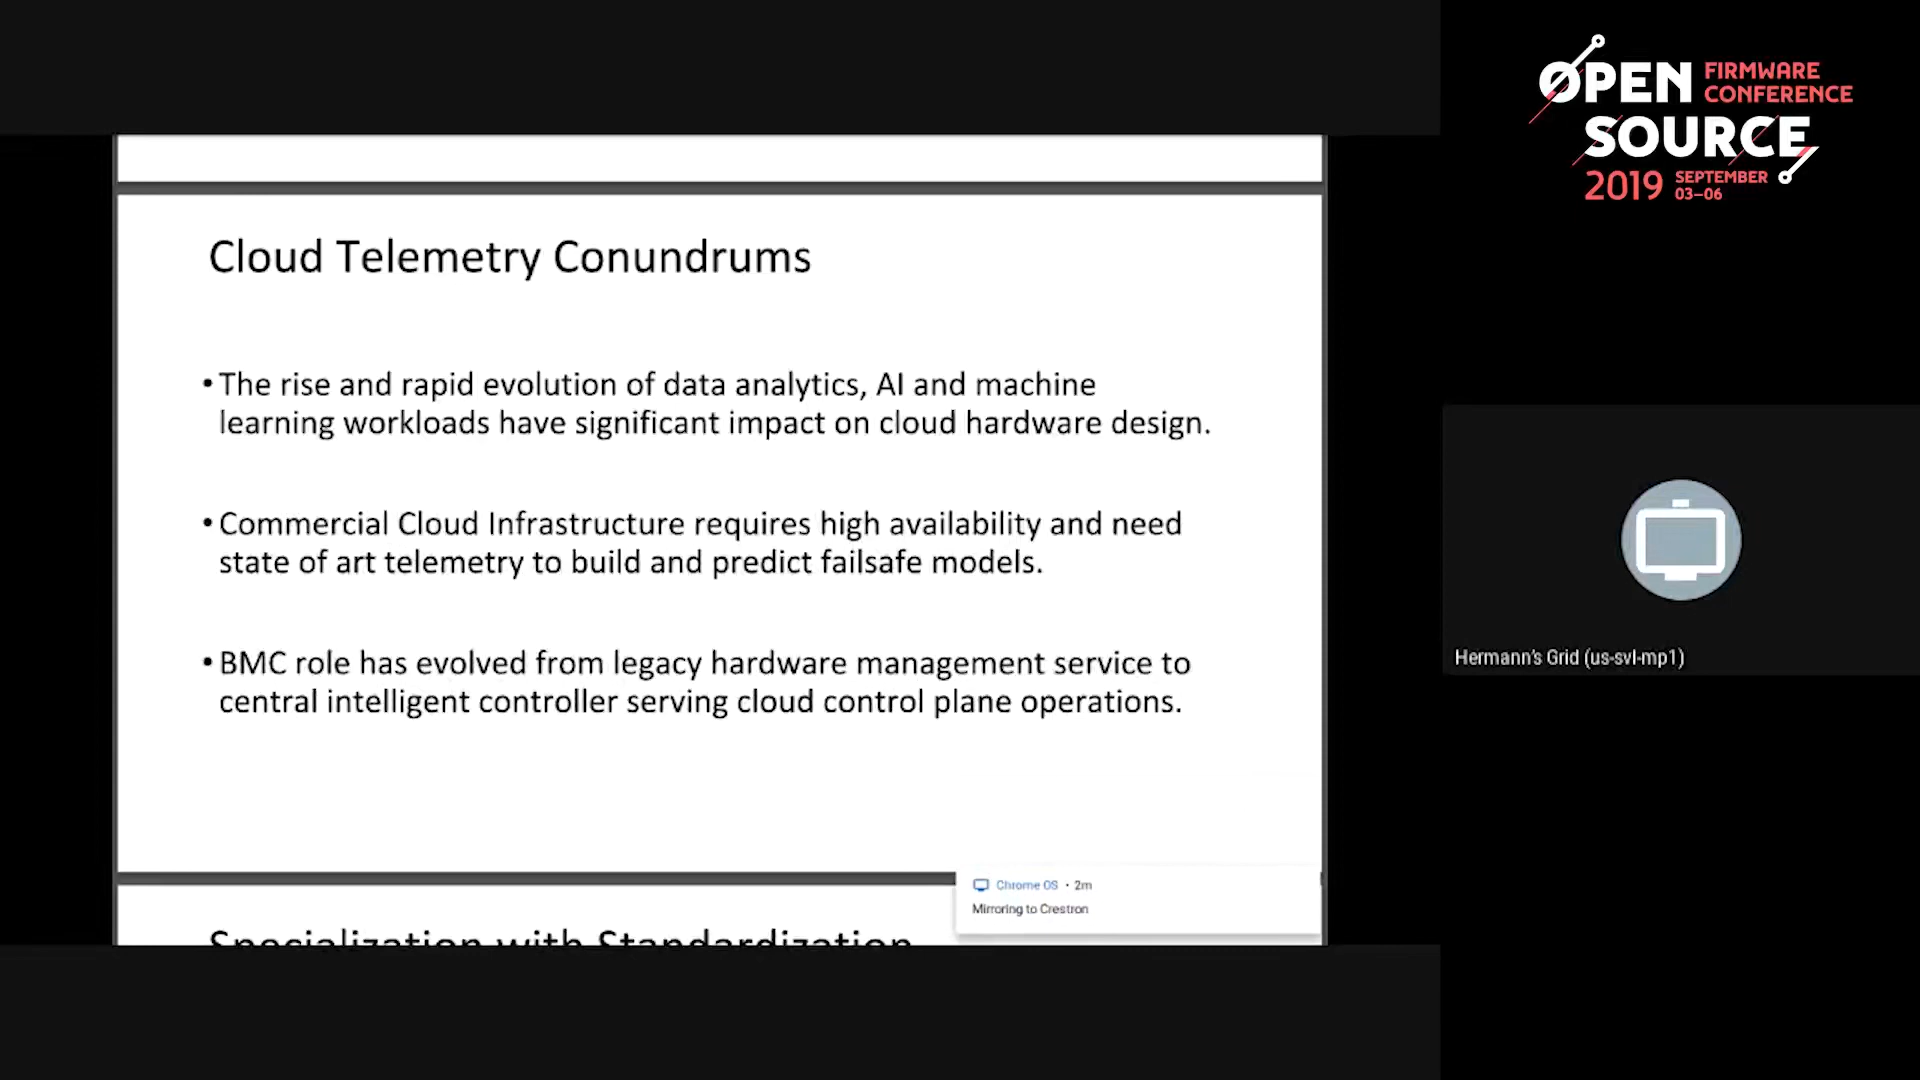 OPEN FIRMWARE
CONFERENCE
SOURCE
2019 SEPTEMBER
03–06
Cloud Telemetry Conundrums
• The rise and rapid evolution of data analytics, AI and machine
learning workloads have significant impact on cloud hardware design.
• Commercial Cloud Infrastructure requires high availability and need
state of art telemetry to build and predict failsafe models.
• BMC role has evolved from legacy hardware management service to
central intelligent controller serving cloud control plane operations.
Hermann's Grid (us-svl-mp1)
Chrome OS • 2m
Mirroring to Crestron
Specialization with Standardization